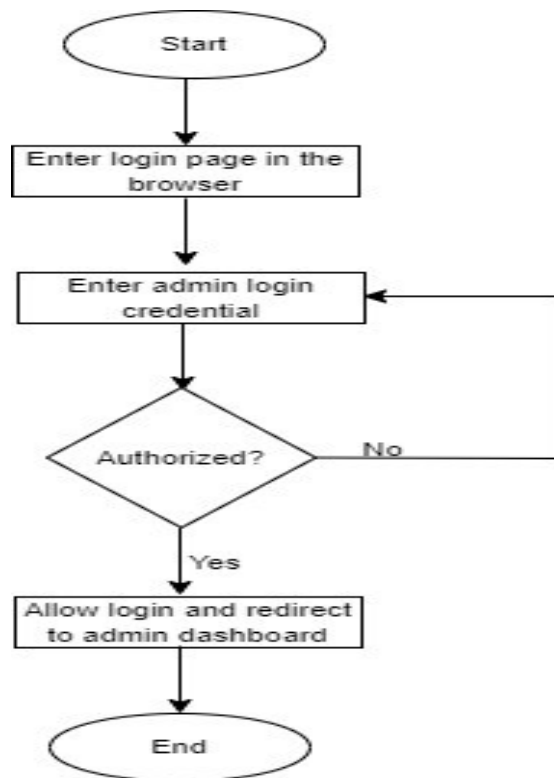 Start
Enter login page in the
browser
Enter admin login
credential
Authorized?
No
Yes
Allow login and redirect
to admin dashboard
End